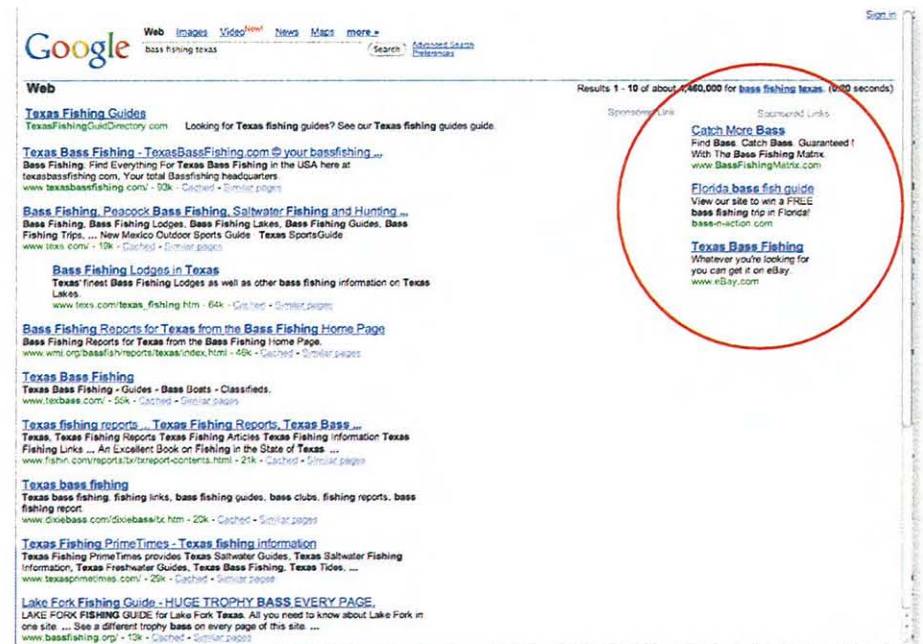 Sign in
Google
Web Images Video New! News Maps more »
bass fishing texas
Search
Advanced Search
Preferences
Web
Results 1 - 10 of about 4,460,000 for bass fishing texas. (0.20 seconds)
Texas Fishing Guides
Sponsored Link
TexasFishingGuidDirectory.com Looking for Texas fishing guides? See our Texas fishing guides guide.
Texas Bass Fishing - TexasBassFishing.com © your bassfishing ...
Bass Fishing. Find Everything For Texas Bass Fishing in the USA here at
texasbassfishing.com, Your total Bassfishing headquarters.
www.texasbassfishing.com/ - 93k - Cached - Similar pages
Bass Fishing, Peacock Bass Fishing, Saltwater Fishing and Hunting ...
Bass Fishing, Bass Fishing Lodges, Bass Fishing Lakes, Bass Fishing Guides, Bass
Fishing Trips, ... New Mexico Outdoor Sports Guide · Texas SportsGuide
www.texs.com/ - 19k - Cached - Similar pages
Bass Fishing Lodges in Texas
Texas' finest Bass Fishing Lodges as well as other bass fishing information on Texas
Lakes.
www.texs.com/texas_fishing.htm - 64k - Cached - Similar pages
Bass Fishing Reports for Texas from the Bass Fishing Home Page
Bass Fishing Reports for Texas from the Bass Fishing Home Page.
www.wmi.org/bassfish/reports/texas/index.html - 46k - Cached - Similar pages
Texas Bass Fishing
Texas Bass Fishing - Guides - Bass Boats - Classifieds.
www.texbass.com/ - 55k - Cached - Similar pages
Texas fishing reports ... Texas Fishing Reports, Texas Bass ...
Texas, Texas Fishing Reports Texas Fishing Articles Texas Fishing Information Texas
Fishing Links ... An Excellent Book on Fishing in the State of Texas. ...
www.fishin.com/reports/tx/txreport-contents.html - 21k - Cached - Similar pages
Texas bass fishing
Texas bass fishing. fishing links, bass fishing guides, bass clubs, fishing reports, bass
fishing report
www.dixiebass.com/dixiebass/tx.htm - 20k - Cached - Similar pages
Texas Fishing PrimeTimes - Texas fishing information
Texas Fishing PrimeTimes provides Texas Saltwater Guides, Texas Saltwater Fishing
Information, Texas Freshwater Guides, Texas Bass Fishing, Texas Tides, ...
www.texasprimetimes.com/ - 29k - Cached - Similar pages
Lake Fork Fishing Guide - HUGE TROPHY BASS EVERY PAGE.
LAKE FORK FISHING GUIDE for Lake Fork Texas. All you need to know about Lake Fork in
one site. ... See a different trophy bass on every page of this site. ...
www.bassfishing.org/ - 13k - Cached - Similar pages
Sponsored Links
Catch More Bass
Find Bass. Catch Bass. Guaranteed !
With The Bass Fishing Matrix.
www.BassFishingMatrix.com
Florida bass fish guide
View our site to win a FREE
bass fishing trip in Florida!
bass-n-action.com
Texas Bass Fishing
Whatever you're looking for
you can get it on eBay.
www.eBay.com